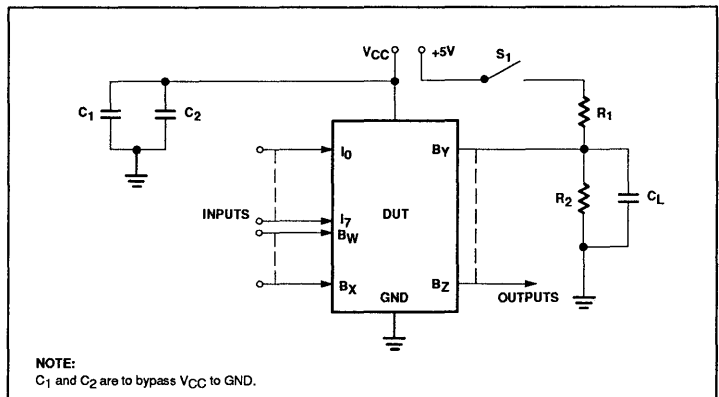 VCC +5V S1
C1 C2 R1
I0 BY
R2 CL
INPUTS I7 DUT
BW
BX GND BZ OUTPUTS
NOTE:
C1 and C2 are to bypass VCC to GND.